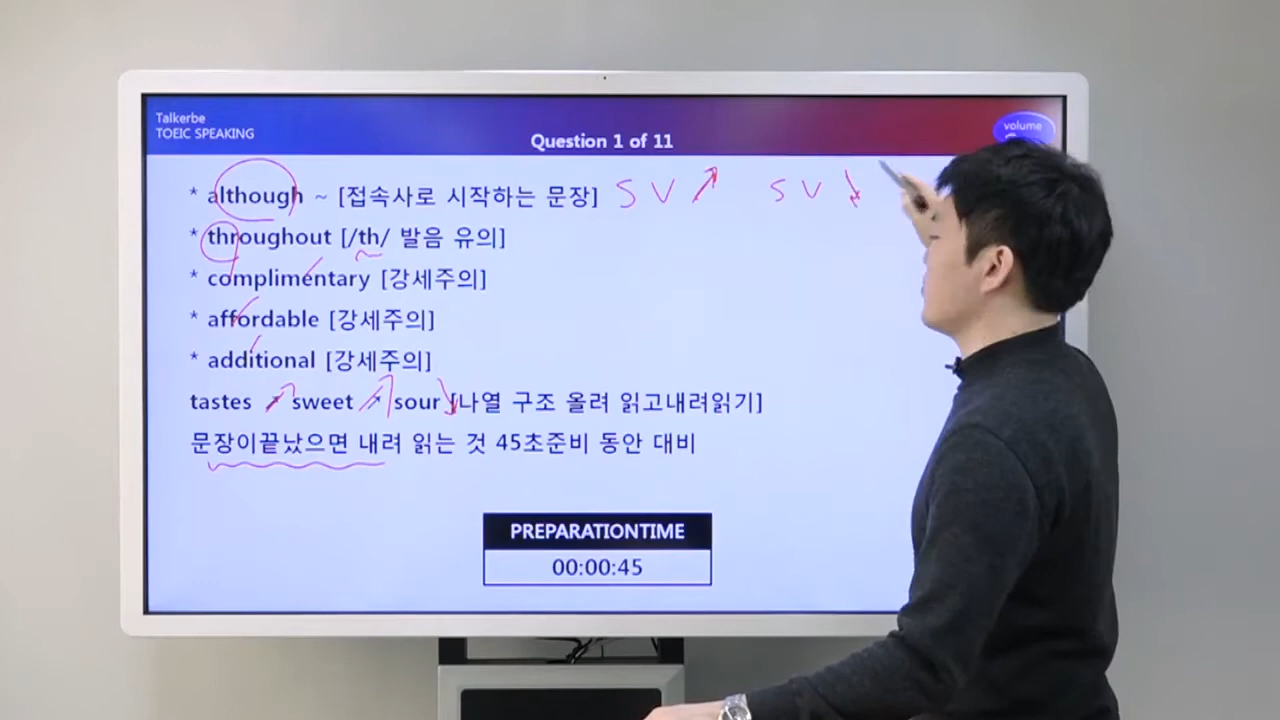 Talkerbe
TOEIC SPEAKING
Question 1 of 11
volume
* although ~ [접속사로 시작하는 문장] S V S V
* throughout [/th/ 발음 유의]
* complimentary [강세주의]
* affordable [강세주의]
* additional [강세주의]
tastes ↗ sweet ↗ sour [나열 구조 올려 읽고내려읽기]
문장이끝났으면 내려 읽는 것 45초준비 동안 대비
PREPARATIONTIME
00:00:45